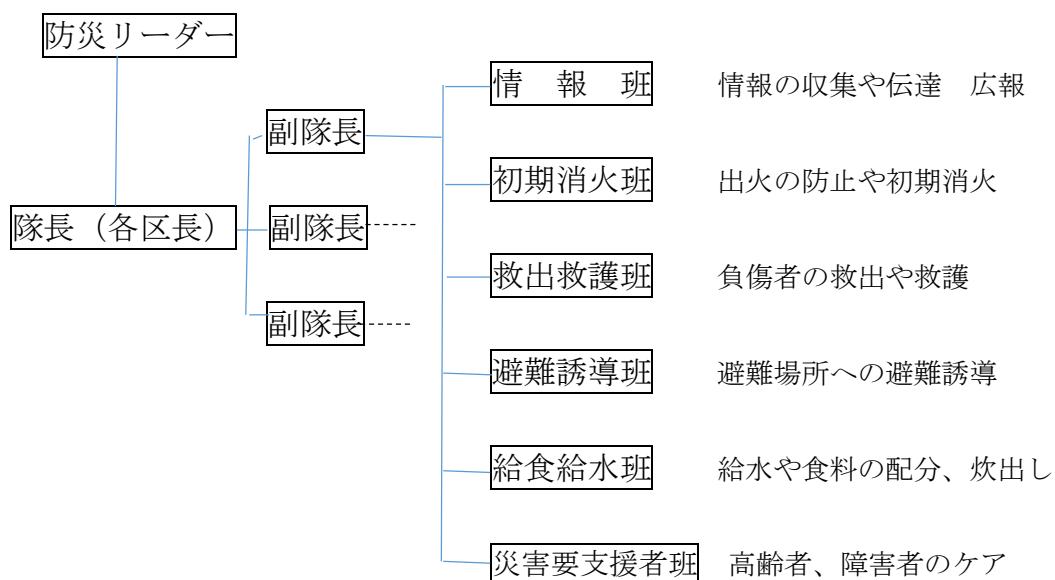 防災リーダー
情　報　班　情報の収集や伝達　広報
副隊長
初期消火班　出火の防止や初期消火
隊長（各区長）　副隊長
救出救護班　負傷者の救出や救護
副隊長
避難誘導班　避難場所への避難誘導
給食給水班　給水や食料の配分、炊出し
災害要支援者班　高齢者、障害者のケア